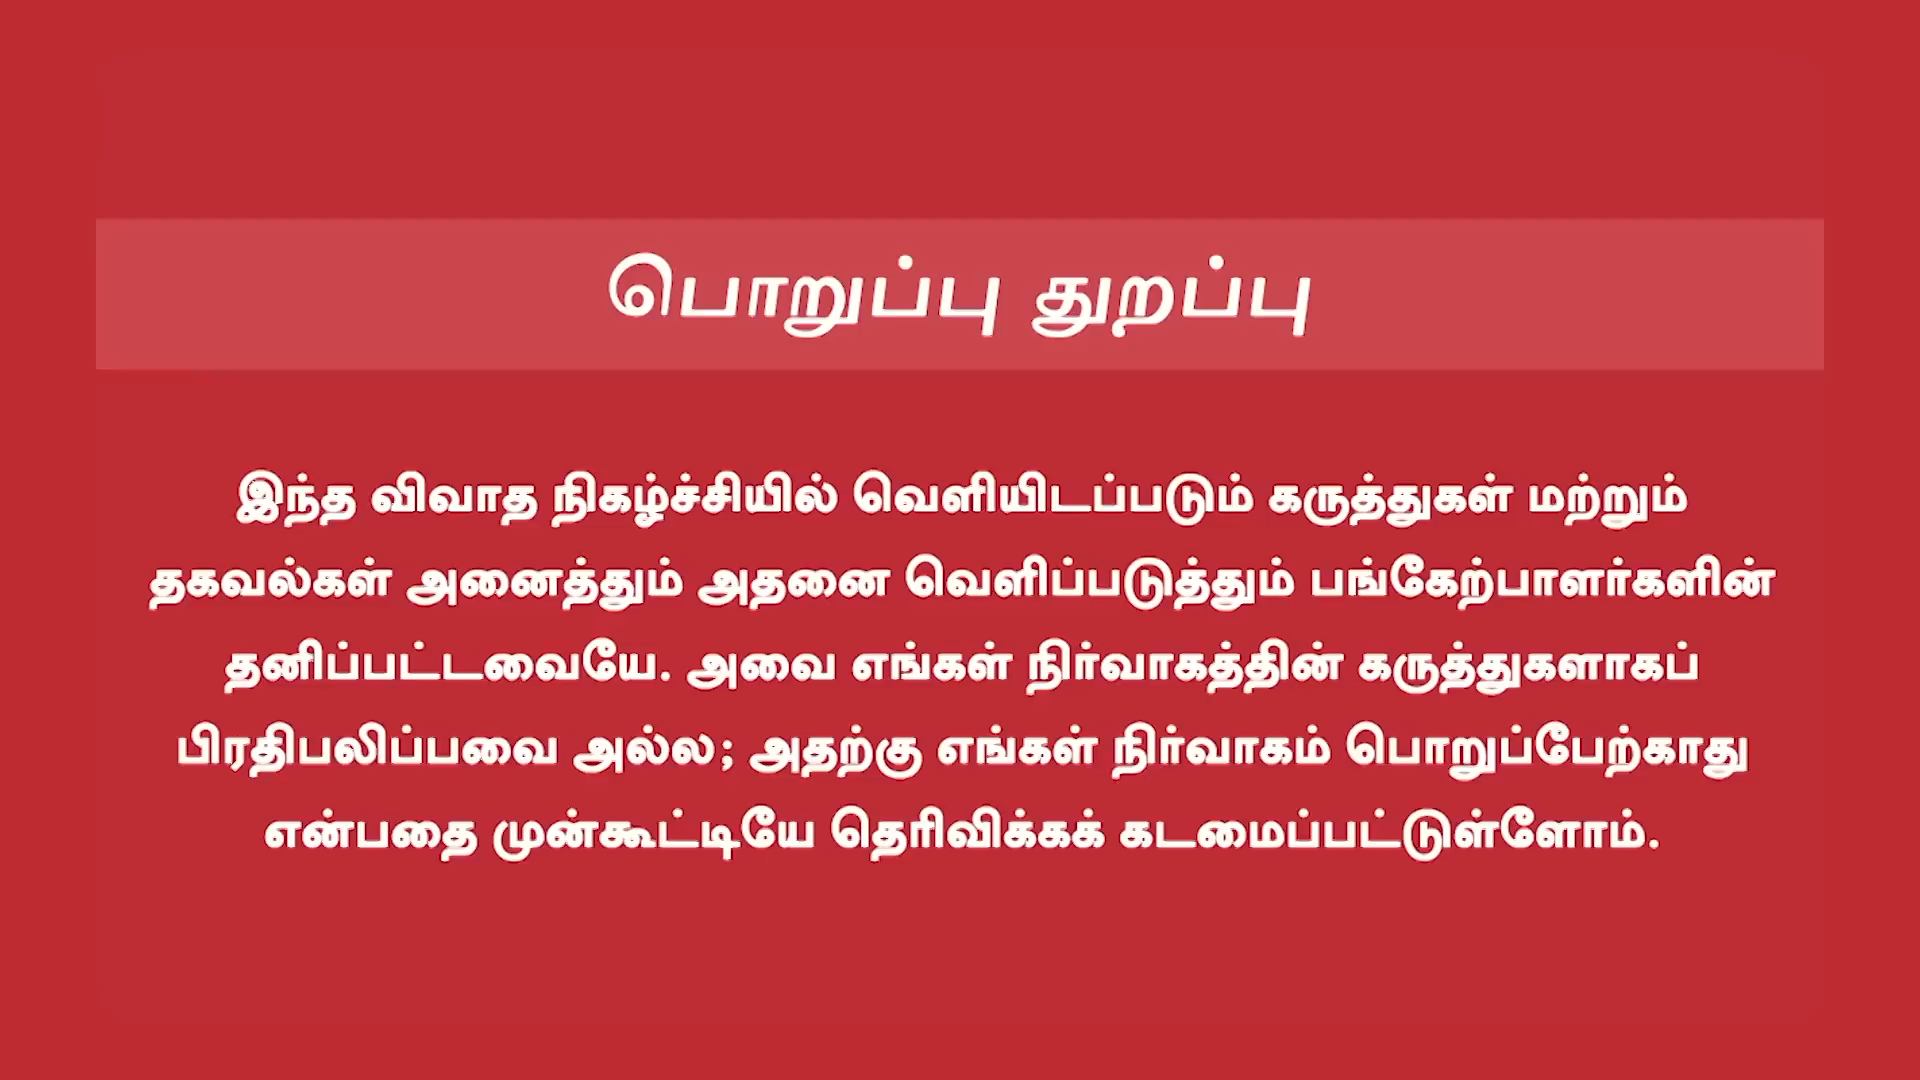 பொறுப்பு துறப்பு
இந்த விவாத நிகழ்ச்சியில் வெளியிடப்படும் கருத்துகள் மற்றும்
தகவல்கள் அனைத்தும் அதனை வெளிப்படுத்தும் பங்கேற்பாளர்களின்
தனிப்பட்டவையே. அவை எங்கள் நிர்வாகத்தின் கருத்துகளாகப்
பிரதிபலிப்பவை அல்ல; அதற்கு எங்கள் நிர்வாகம் பொறுப்பேற்காது
என்பதை முன்கூட்டியே தெரிவிக்கக் கடமைப்பட்டுள்ளோம்.